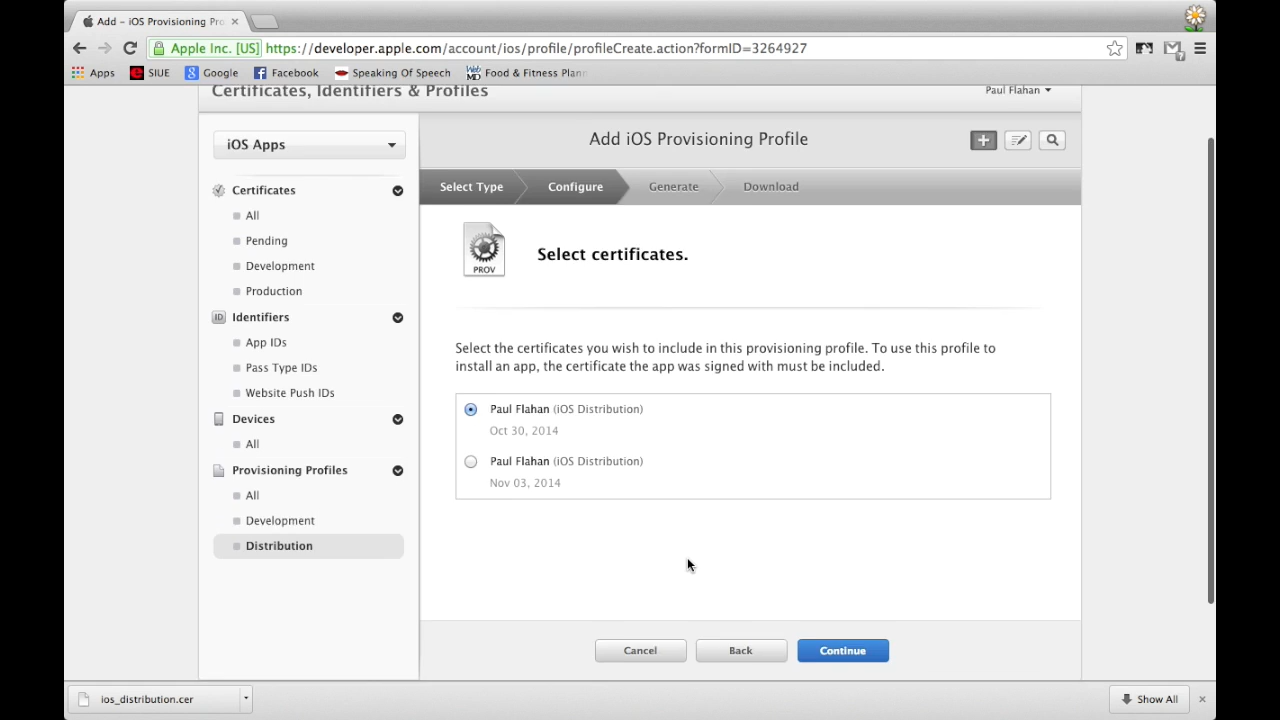 Add – iOS Provisioning Pro
Apple Inc. [US] https://developer.apple.com/account/ios/profile/profileCreate.action?formID=3264927
Apps SIUE Google Facebook Speaking Of Speech Food & Fitness Plann
Certificates, Identifiers & Profiles
Paul Flahan
iOS Apps
Add iOS Provisioning Profile
Select Type Configure Generate Download
Certificates
All
Pending
Development
Production
ID Identifiers
App IDs
Pass Type IDs
Website Push IDs
Devices
All
Provisioning Profiles
All
Development
Distribution
PROV
Select certificates.
Select the certificates you wish to include in this provisioning profile. To use this profile to
install an app, the certificate the app was signed with must be included.
Paul Flahan (iOS Distribution)
Oct 30, 2014
Paul Flahan (iOS Distribution)
Nov 03, 2014
Cancel Back Continue
ios_distribution.cer
Show All